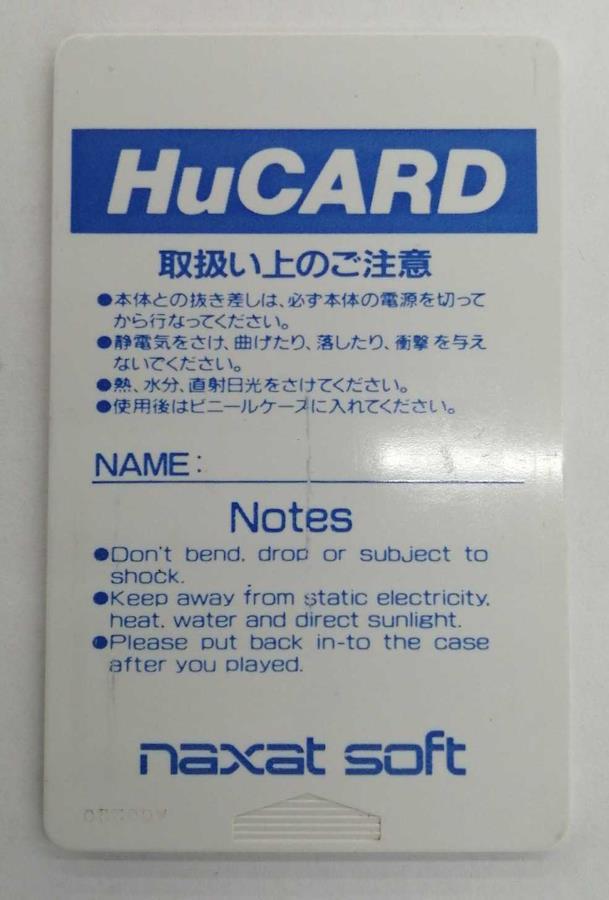 HuCARD
取扱い上のご注意
●本体との抜き差しは、必ず本体の電源を切って
から行なってください。
●静電気をさけ、曲げたり、落したり、衝撃を与え
ないでください。
●熱、水分、直射日光をさけてください。
●使用後はビニールケースに入れてください。
NAME:
Notes
●Don't bend, drop or subject to
shock.
●Keep away from static electricity,
heat, water and direct sunlight.
●Please put back in-to the case
after you played.
naxat soft